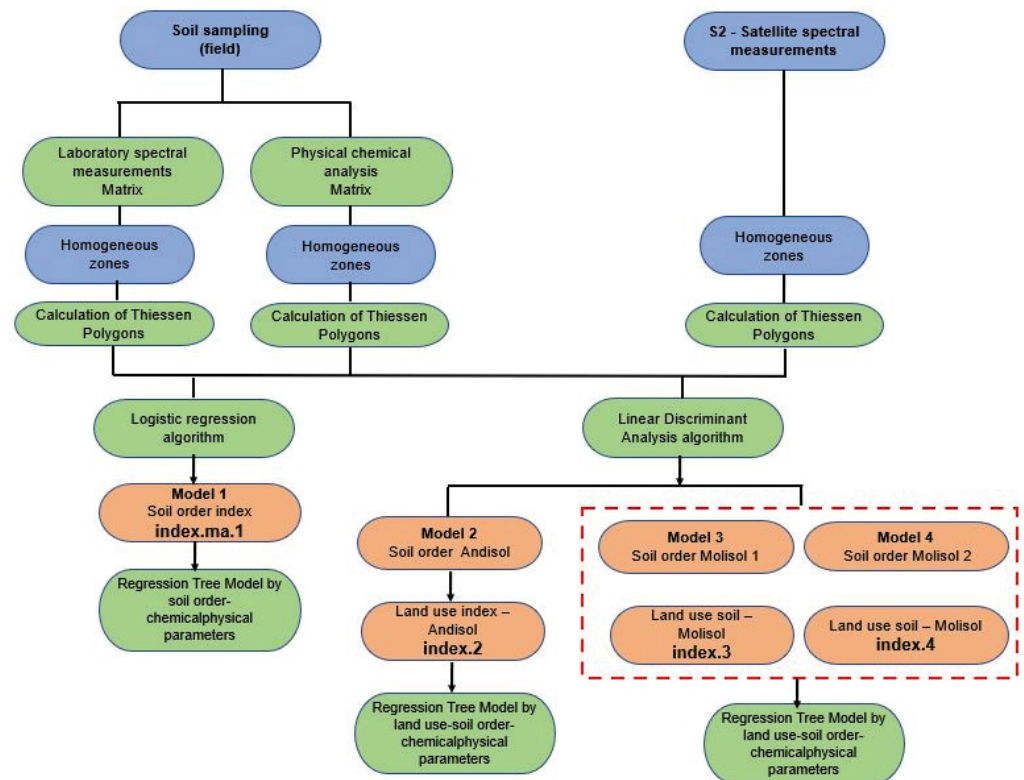 Soil sampling
(field)
S2 - Satellite spectral
measurements
Laboratory spectral
measurements
Matrix
Physical chemical
analysis
Matrix
Homogeneous
zones
Homogeneous
zones
Homogeneous
zones
Calculation of Thiessen
Polygons
Calculation of Thiessen
Polygons
Calculation of Thiessen
Polygons
Logistic regression
algorithm
Linear Discriminant
Analysis algorithm
Model 1
Soil order index
index.ma.1
Regression Tree Model by
soil order-
chemicalphysical
parameters
Model 2
Soil order Andisol
Land use index –
Andisol
index.2
Regression Tree Model by
land use-soil order-
chemicalphysical
parameters
Model 3
Soil order Molisol 1
Model 4
Soil order Molisol 2
Land use soil –
Molisol
index.3
Land use soil – Molisol
index.4
Regression Tree Model by
land use-soil order-
chemicalphysical
parameters